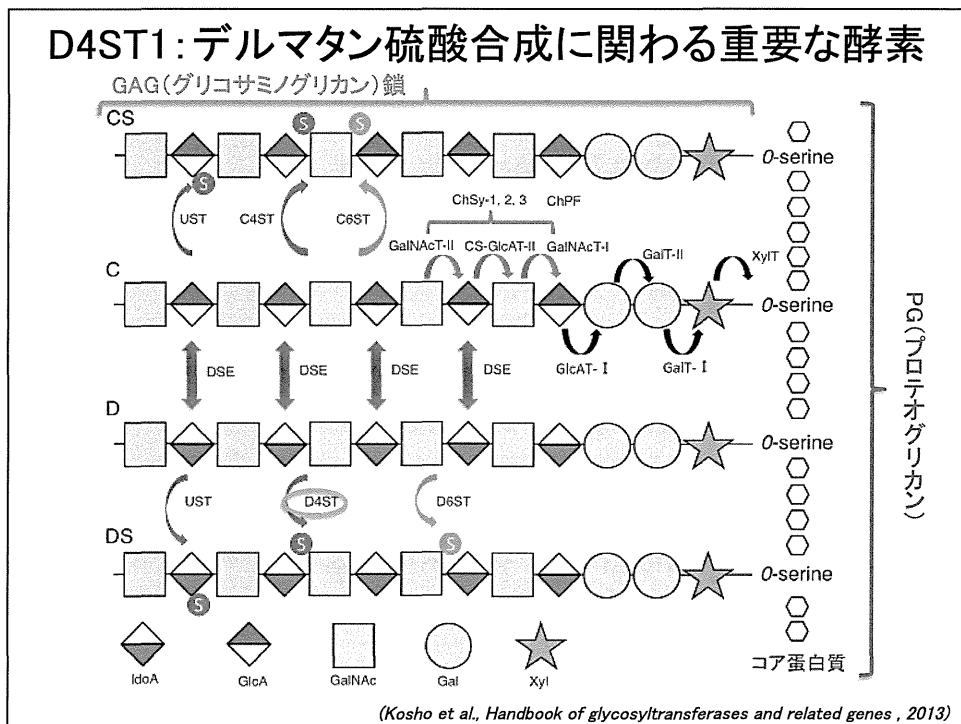 D4ST1:デルマタン硫酸合成に関わる重要な酵素
GAG(グリコサミノグリカン)鎖
CS
S S
S
O-serine
UST C4ST C6ST
ChSy-1, 2, 3 ChPF
GalNAcT-II CS-GlcAT-II GalNAcT-I
GalT-II
XylT
C
O-serine
GlcAT-I GalT-I
DSE DSE DSE DSE
D
O-serine
UST D4ST D6ST
DS
S S
S
O-serine
PG(プロテオグリカン)
コア蛋白質
IdoA GlcA GalNAc Gal Xyl
(Kosho et al., Handbook of glycosyltransferases and related genes , 2013)